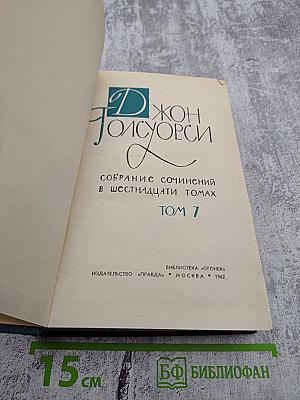 ДЖОН
ГОЛСУОРСИ
СОБРАНИЕ СОЧИНЕНИЙ
В ШЕСТНАДЦАТИ ТОМАХ
ТОМ 7
БИБЛИОТЕКА «ОГОНЕК»
ИЗДАТЕЛЬСТВО «ПРАВДА» • МОСКВА • 1962
15 см
БФ БИБЛИОФАН